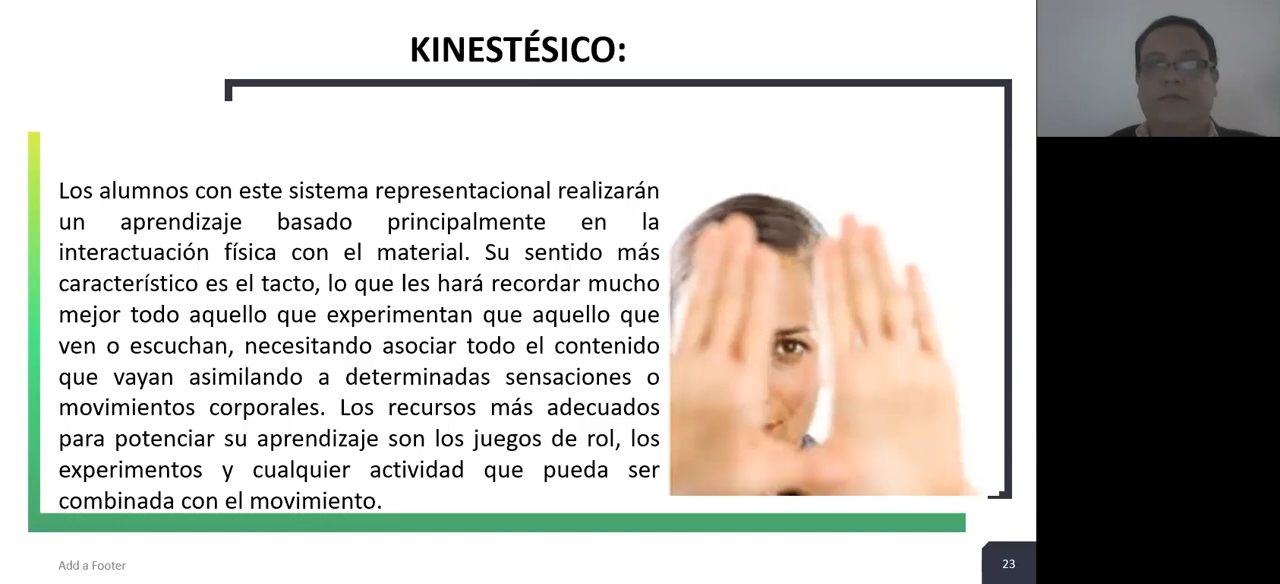 KINESTÉSICO:
Los alumnos con este sistema representacional realizarán
un aprendizaje basado principalmente en la
interactuación física con el material. Su sentido más
característico es el tacto, lo que les hará recordar mucho
mejor todo aquello que experimentan que aquello que
ven o escuchan, necesitando asociar todo el contenido
que vayan asimilando a determinadas sensaciones o
movimientos corporales. Los recursos más adecuados
para potenciar su aprendizaje son los juegos de rol, los
experimentos y cualquier actividad que pueda ser
combinada con el movimiento.
Add a Footer
23